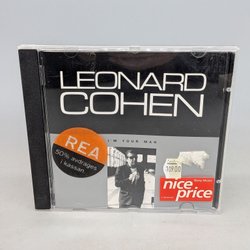 LEONARD
COHEN
I'M YOUR MAN
REA
50% avdrages
i kassan
nice
price